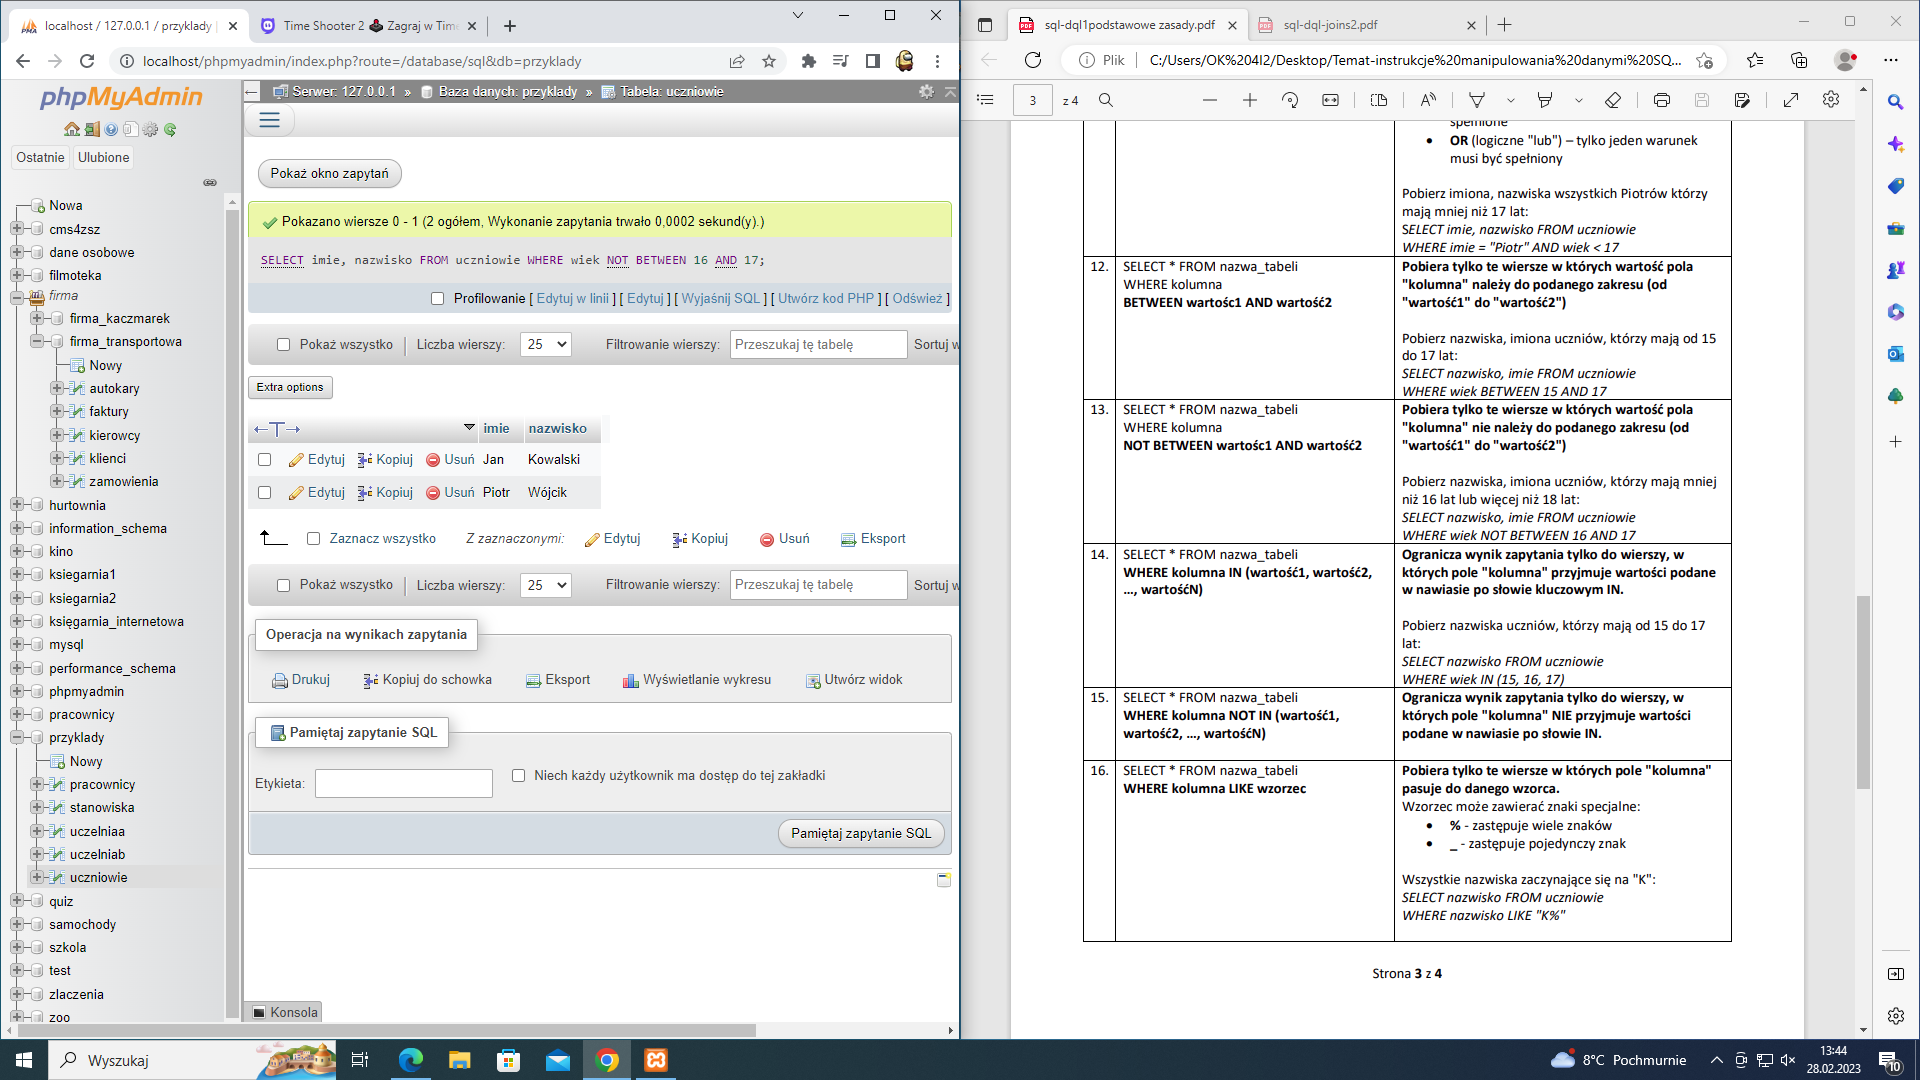 localhost / 127.0.0.1 / przyklady |
Time Shooter 2 Zagraj w Time
localhost/phpmyadmin/index.php?route=/database/sql&db=przyklady
phpMyAdmin
Ostatnie
Ulubione
Nowa
cms4zsz
dane osobowe
filmoteka
firma
firma_kaczmarek
firma_transportowa
Nowy
autokary
faktury
kierowcy
klienci
zamowienia
hurtownia
information_schema
kino
ksiegarnia1
ksiegarnia2
księgarnia_internetowa
mysql
performance_schema
phpmyadmin
pracownicy
przyklady
Nowy
pracownicy
stanowiska
uczelniaa
uczelniab
uczniowie
quiz
samochody
szkola
test
zlaczenia
zoo
Serwer: 127.0.0.1 » Baza danych: przyklady » Tabela: uczniowie
Pokaż okno zapytań
Pokazano wiersze 0 - 1 (2 ogółem, Wykonanie zapytania trwało 0,0002 sekund(y).)
SELECT imie, nazwisko FROM uczniowie WHERE wiek NOT BETWEEN 16 AND 17;
Profilowanie [ Edytuj w linii ] [ Edytuj ] [ Wyjaśnij SQL ] [ Utwórz kod PHP ] [ Odśwież ]
Pokaż wszystko | Liczba wierszy: 25 Filtrowanie wierszy: Przeszukaj tę tabelę Sortuj w
Extra options
imie nazwisko
Edytuj Kopiuj Usuń Jan Kowalski
Edytuj Kopiuj Usuń Piotr Wójcik
Zaznacz wszystko Z zaznaczonymi: Edytuj Kopiuj Usuń Eksport
Pokaż wszystko | Liczba wierszy: 25 Filtrowanie wierszy: Przeszukaj tę tabelę Sortuj w
Operacja na wynikach zapytania
Drukuj Kopiuj do schowka Eksport Wyświetlanie wykresu Utwórz widok
Pamiętaj zapytanie SQL
Etykieta: Niech każdy użytkownik ma dostęp do tej zakładki
Pamiętaj zapytanie SQL
Konsola
sql-dql1podstawowe zasady.pdf
sql-dql-joins2.pdf
Plik
C:/Users/OK%204I2/Desktop/Temat-instrukcje%20manipulowania%20danymi%20SQ...
3 z 4
spełnione
• OR (logiczne "lub") – tylko jeden warunek
musi być spełniony
Pobierz imiona, nazwiska wszystkich Piotrów którzy
mają mniej niż 17 lat:
SELECT imie, nazwisko FROM uczniowie
WHERE imie = "Piotr" AND wiek < 17
12.
SELECT * FROM nazwa_tabeli
WHERE kolumna
BETWEEN wartośc1 AND wartość2
Pobiera tylko te wiersze w których wartość pola
"kolumna" należy do podanego zakresu (od
"wartość1" do "wartość2")
Pobierz nazwiska, imiona uczniów, którzy mają od 15
do 17 lat:
SELECT nazwisko, imie FROM uczniowie
WHERE wiek BETWEEN 15 AND 17
13.
SELECT * FROM nazwa_tabeli
WHERE kolumna
NOT BETWEEN wartośc1 AND wartość2
Pobiera tylko te wiersze w których wartość pola
"kolumna" nie należy do podanego zakresu (od
"wartość1" do "wartość2")
Pobierz nazwiska, imiona uczniów, którzy mają mniej
niż 16 lat lub więcej niż 18 lat:
SELECT nazwisko, imie FROM uczniowie
WHERE wiek NOT BETWEEN 16 AND 17
14.
SELECT * FROM nazwa_tabeli
WHERE kolumna IN (wartość1, wartość2,
..., wartośćN)
Ogranicza wynik zapytania tylko do wierszy, w
których pole "kolumna" przyjmuje wartości podane
w nawiasie po słowie kluczowym IN.
Pobierz nazwiska uczniów, którzy mają od 15 do 17
lat:
SELECT nazwisko FROM uczniowie
WHERE wiek IN (15, 16, 17)
15.
SELECT * FROM nazwa_tabeli
WHERE kolumna NOT IN (wartość1,
wartość2, ..., wartośćN)
Ogranicza wynik zapytania tylko do wierszy, w
których pole "kolumna" NIE przyjmuje wartości
podane w nawiasie po słowie IN.
16.
SELECT * FROM nazwa_tabeli
WHERE kolumna LIKE wzorzec
Pobiera tylko te wiersze w których pole "kolumna"
pasuje do danego wzorca.
Wzorzec może zawierać znaki specjalne:
• % - zastępuje wiele znaków
• _ - zastępuje pojedynczy znak
Wszystkie nazwiska zaczynające się na "K":
SELECT nazwisko FROM uczniowie
WHERE nazwisko LIKE "K%"
Strona 3 z 4
Wyszukaj
8°C Pochmurnie
13:44
28.02.2023
10